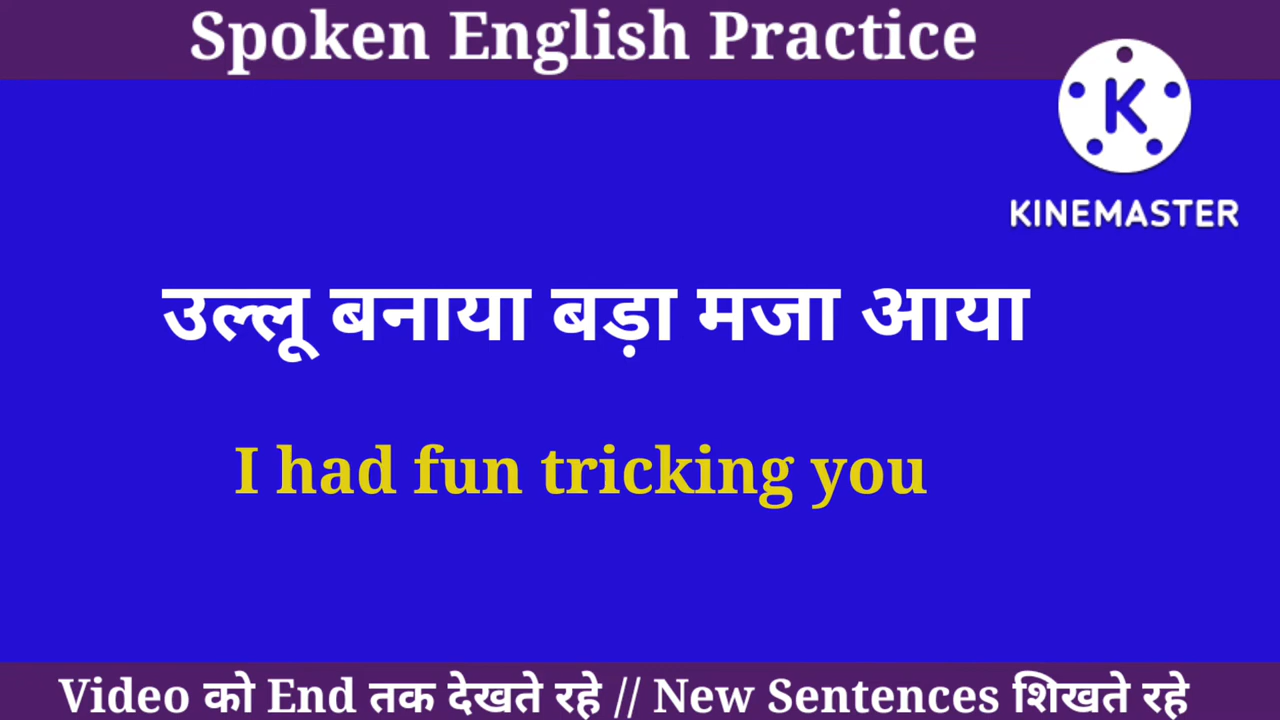 Spoken English Practice
K
KINEMASTER
उल्लू बनाया बड़ा मजा आया
I had fun tricking you
Video को End तक देखते रहे // New Sentences शिखते रहे